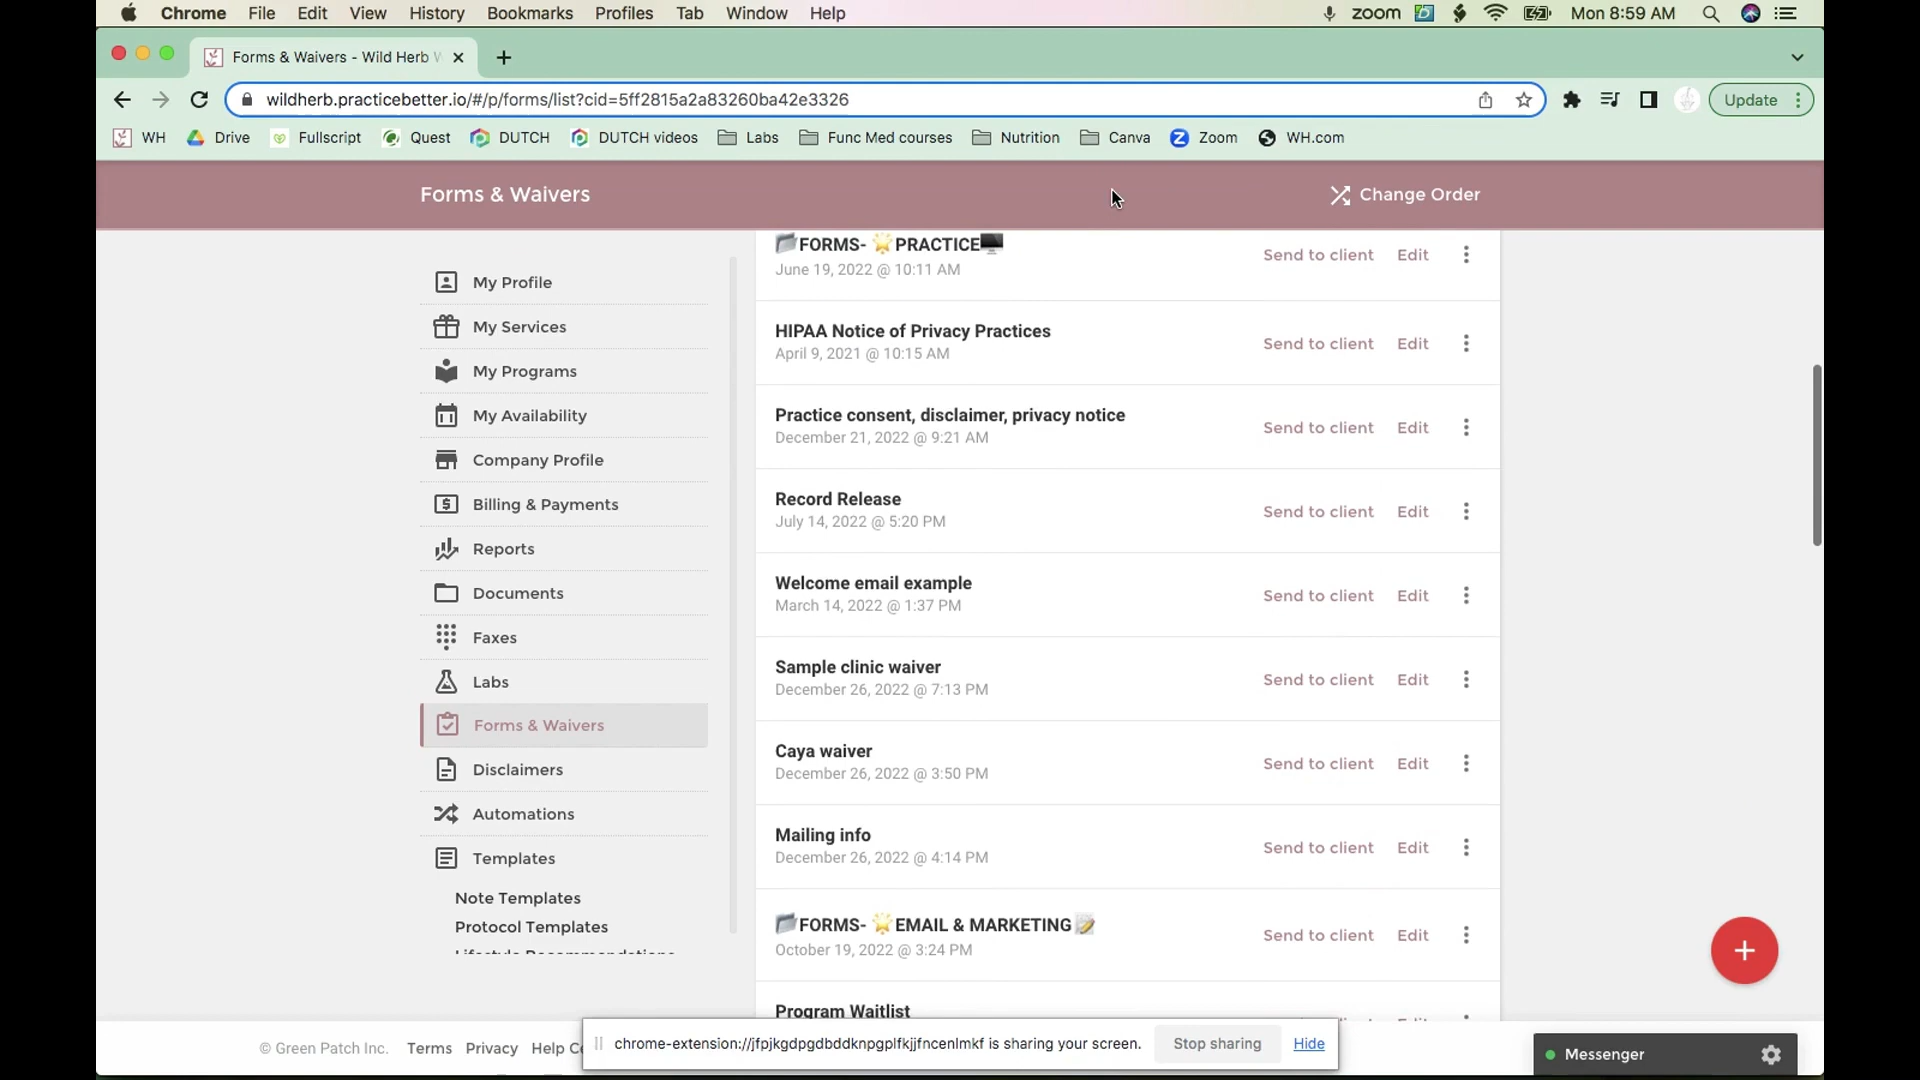 Chrome File Edit View History Bookmarks Profiles Tab Window Help zoom Mon 8:59 AM
Forms & Waivers - Wild Herb W
wildherb.practicebetter.io/#/p/forms/list?cid=5ff2815a2a83260ba42e3326 Update
WH Drive Fullscript Quest DUTCH DUTCH videos Labs Func Med courses Nutrition Canva Zoom WH.com
Forms & Waivers Change Order
My Profile
My Services
My Programs
My Availability
Company Profile
Billing & Payments
Reports
Documents
Faxes
Labs
Forms & Waivers
Disclaimers
Automations
Templates
Note Templates
Protocol Templates
Lifestyle Recommendations
📁FORMS- 🌟PRACTICE🖥️ Send to client Edit
June 19, 2022 @ 10:11 AM
HIPAA Notice of Privacy Practices Send to client Edit
April 9, 2021 @ 10:15 AM
Practice consent, disclaimer, privacy notice Send to client Edit
December 21, 2022 @ 9:21 AM
Record Release Send to client Edit
July 14, 2022 @ 5:20 PM
Welcome email example Send to client Edit
March 14, 2022 @ 1:37 PM
Sample clinic waiver Send to client Edit
December 26, 2022 @ 7:13 PM
Caya waiver Send to client Edit
December 26, 2022 @ 3:50 PM
Mailing info Send to client Edit
December 26, 2022 @ 4:14 PM
📁FORMS- 🌟EMAIL & MARKETING📝 Send to client Edit
October 19, 2022 @ 3:24 PM
Program Waitlist
© Green Patch Inc. Terms Privacy Help
chrome-extension://jfpjkgdpgdbddknpgplfkjjfncenlmkf is sharing your screen. Stop sharing Hide
Messenger